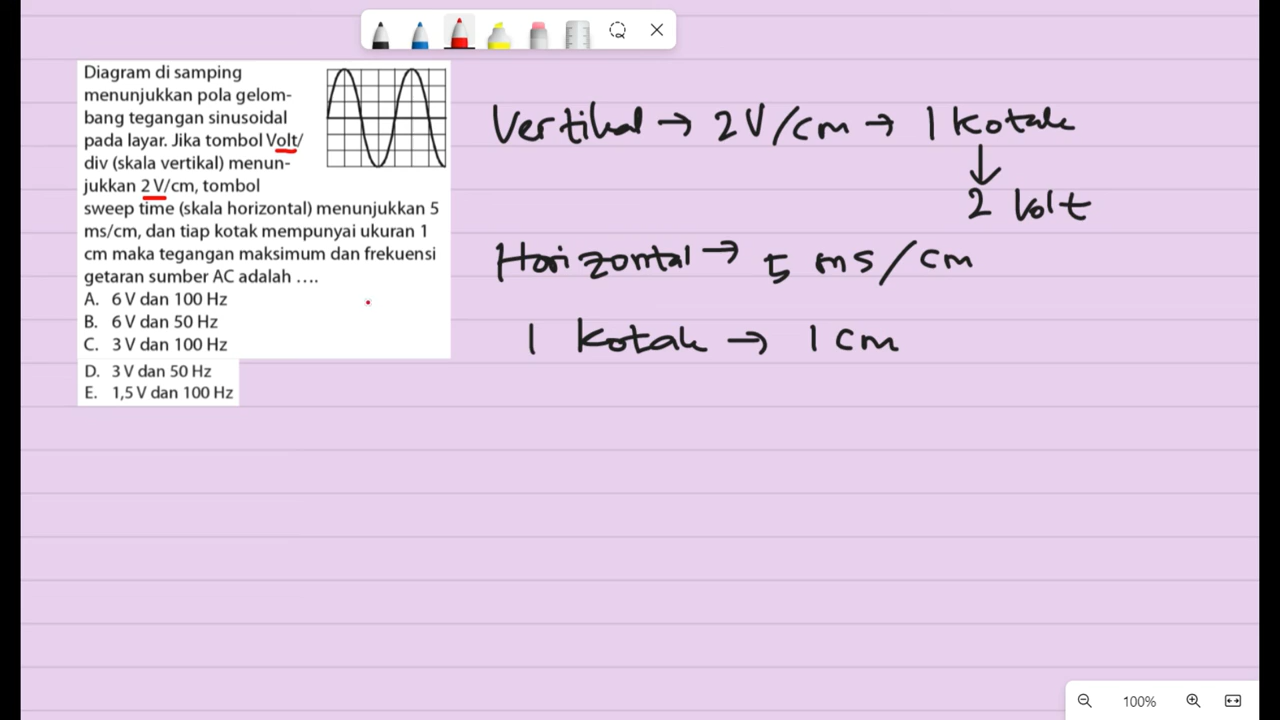 Diagram di samping
menunjukkan pola gelom-
bang tegangan sinusoidal
pada layar. Jika tombol Volt/
div (skala vertikal) menun-
jukkan 2 V/cm, tombol
sweep time (skala horizontal) menunjukkan 5
ms/cm, dan tiap kotak mempunyai ukuran 1
cm maka tegangan maksimum dan frekuensi
getaran sumber AC adalah ....
A. 6 V dan 100 Hz
B. 6 V dan 50 Hz
C. 3 V dan 100 Hz
D. 3 V dan 50 Hz
E. 1,5 V dan 100 Hz
Vertikal → 2 V/cm → 1 kotak
↓
2 Volt
Horizontal → 5 ms/cm
1 kotak → 1 cm
100%